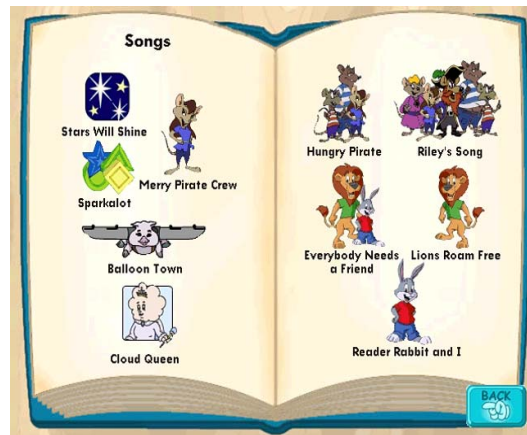 Songs
Stars Will Shine
Merry Pirate Crew
Sparkalot
Balloon Town
Cloud Queen
Hungry Pirate
Riley's Song
Everybody Needs
a Friend
Lions Roam Free
Reader Rabbit and I
BACK